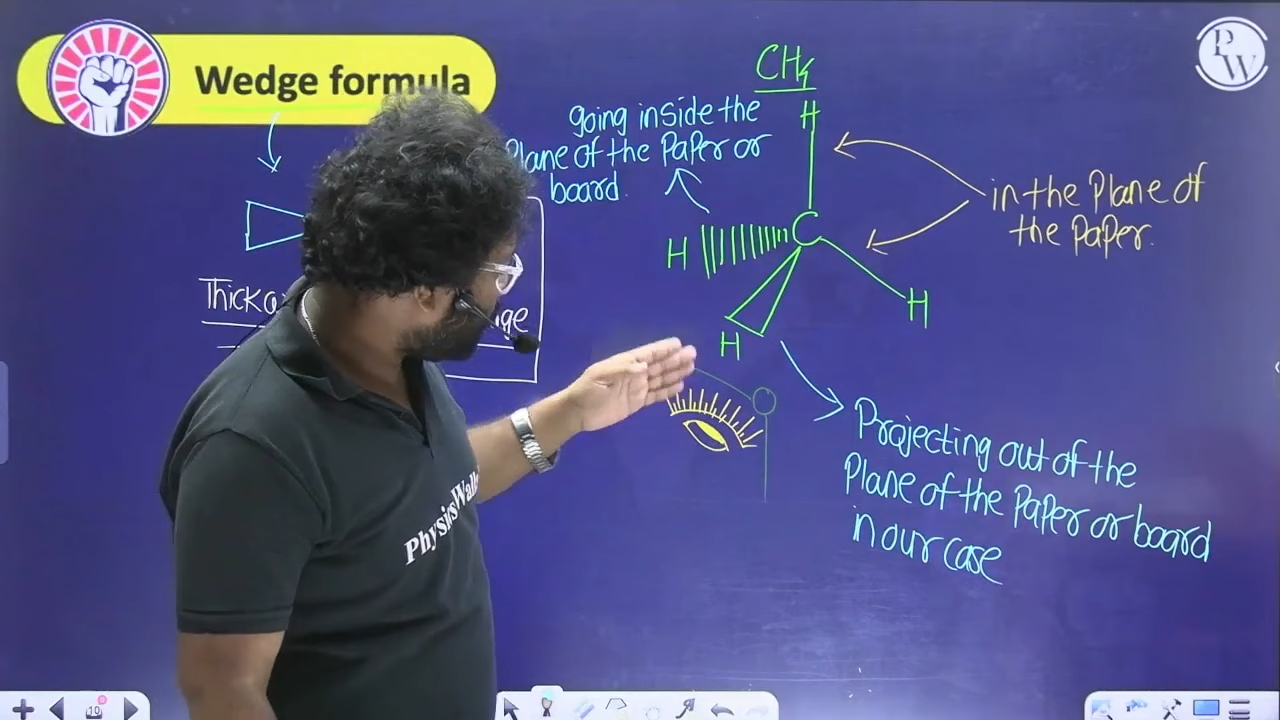 Wedge formula
PW
CH4
going inside the
Plane of the Paper or
board.
H
C
H
H
H
in the Plane of
the Paper.
Thick
Projecting out of the
Plane of the Paper or board
in our case
PhysicsWallah
19